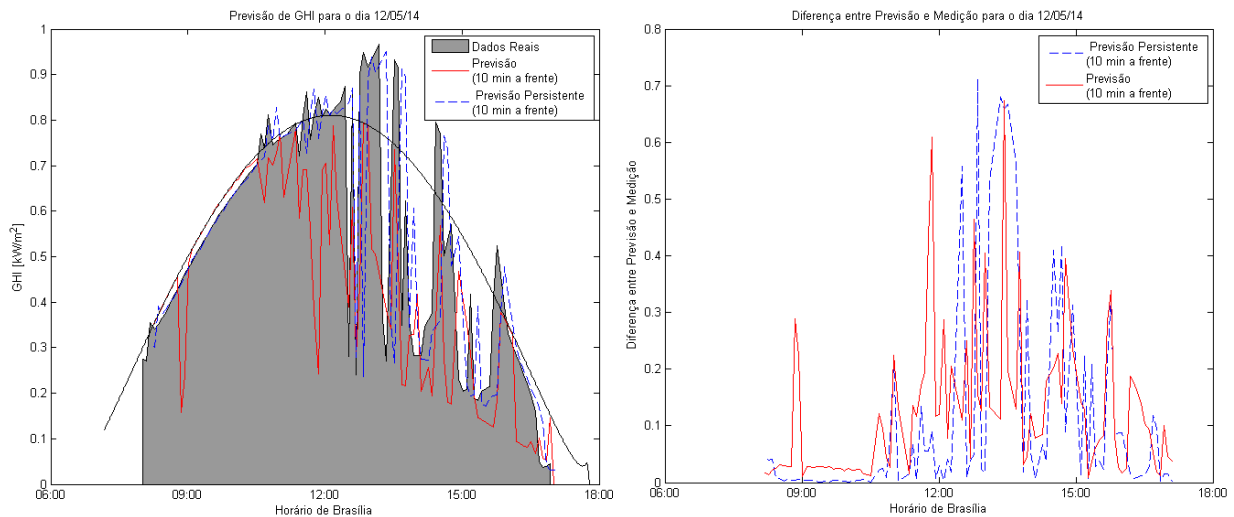 Previsão de GHI para o dia 12/05/14
GHI [kW/m²]
1
0.9
0.8
0.7
0.6
0.5
0.4
0.3
0.2
0.1
0
06:00 09:00 12:00 15:00 18:00
Horário de Brasília
Dados Reais
Previsão
(10 min a frente)
Previsão Persistente
(10 min a frente)
Diferença entre Previsão e Medição para o dia 12/05/14
Diferença entre Previsão e Medição
0.8
0.7
0.6
0.5
0.4
0.3
0.2
0.1
0
06:00 09:00 12:00 15:00 18:00
Horário de Brasília
Previsão Persistente
(10 min a frente)
Previsão
(10 min a frente)